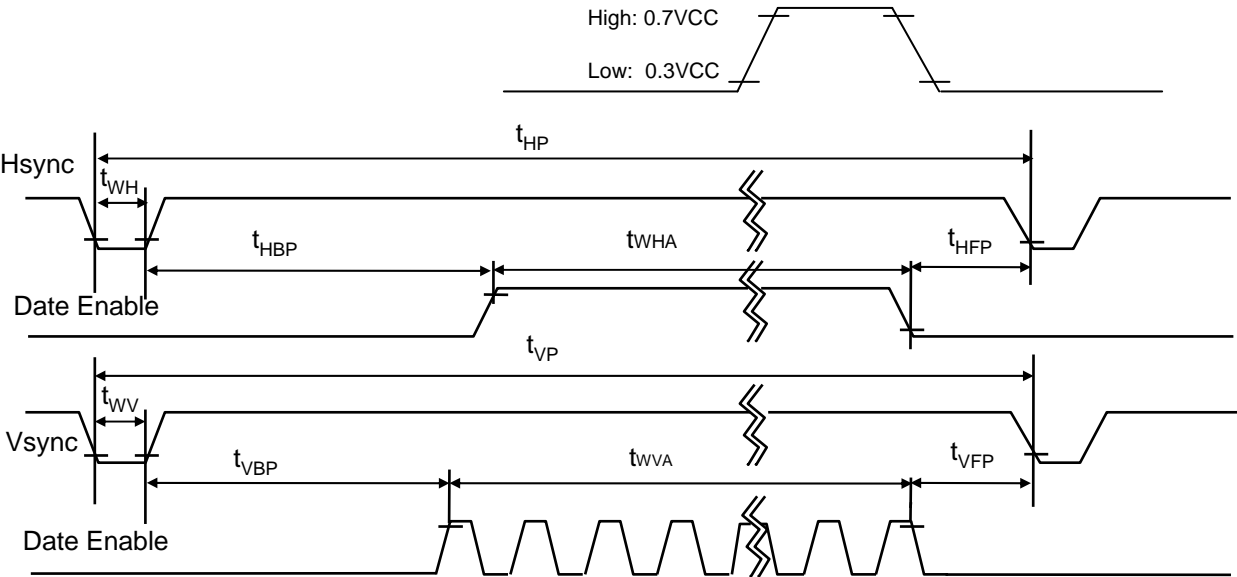 High: 0.7VCC
Low: 0.3VCC
tHP
Hsync
tWH
tHBP
tWHA
tHFP
Date Enable
tVP
tWV
Vsync
tVBP
tWVA
tVFP
Date Enable